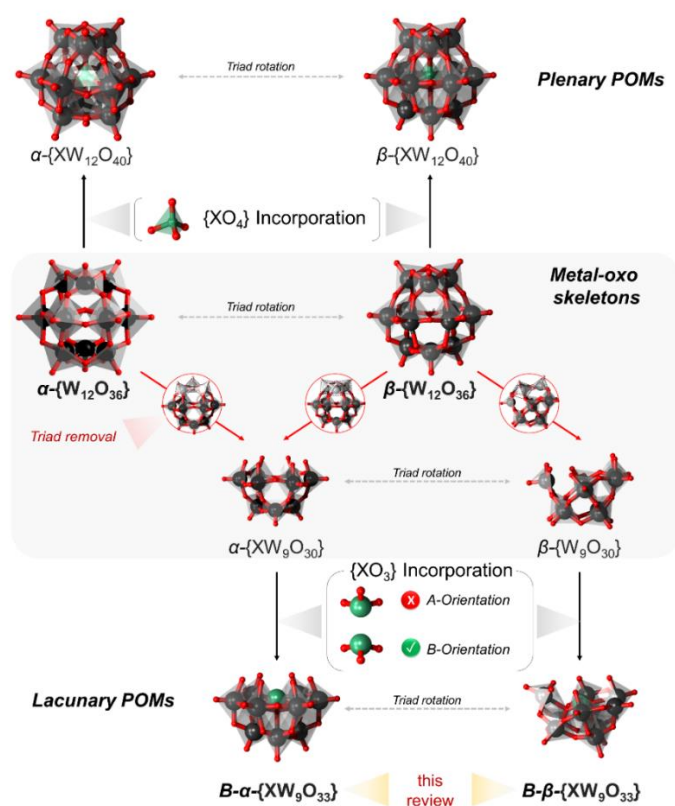 Triad rotation
Plenary POMs
α-{XW₁₂O₄₀}
β-{XW₁₂O₄₀}
{XO₄} Incorporation
Metal-oxo
skeletons
Triad rotation
α-{W₁₂O₃₆}
β-{W₁₂O₃₆}
Triad removal
Triad rotation
α-{XW₉O₃₀}
β-{W₉O₃₀}
{XO₃} Incorporation
X A-Orientation
✓ B-Orientation
Lacunary POMs
Triad rotation
B-α-{XW₉O₃₃}
this
review
B-β-{XW₉O₃₃}